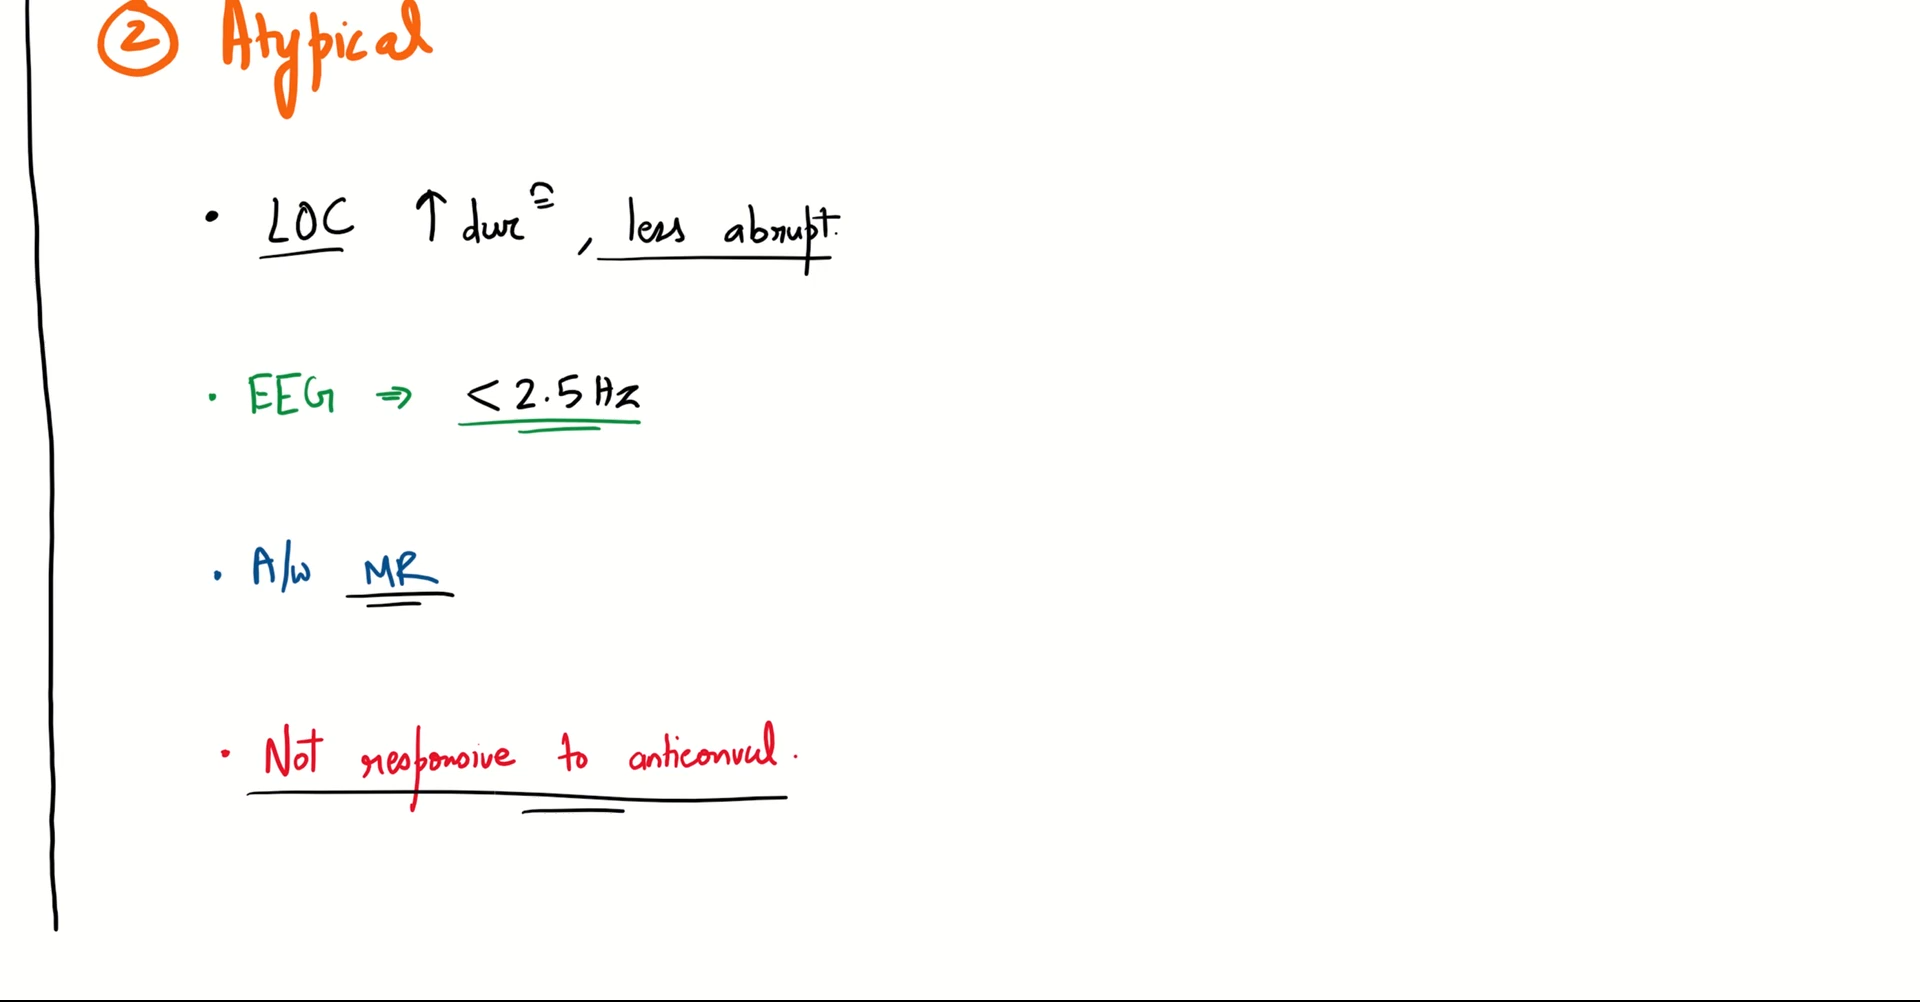 ② Atypical
• LOC ↑ durⁿ, less abrupt.
• EEG ⇒ < 2.5 Hz
• A/w MR
• Not responsive to anticonvul.